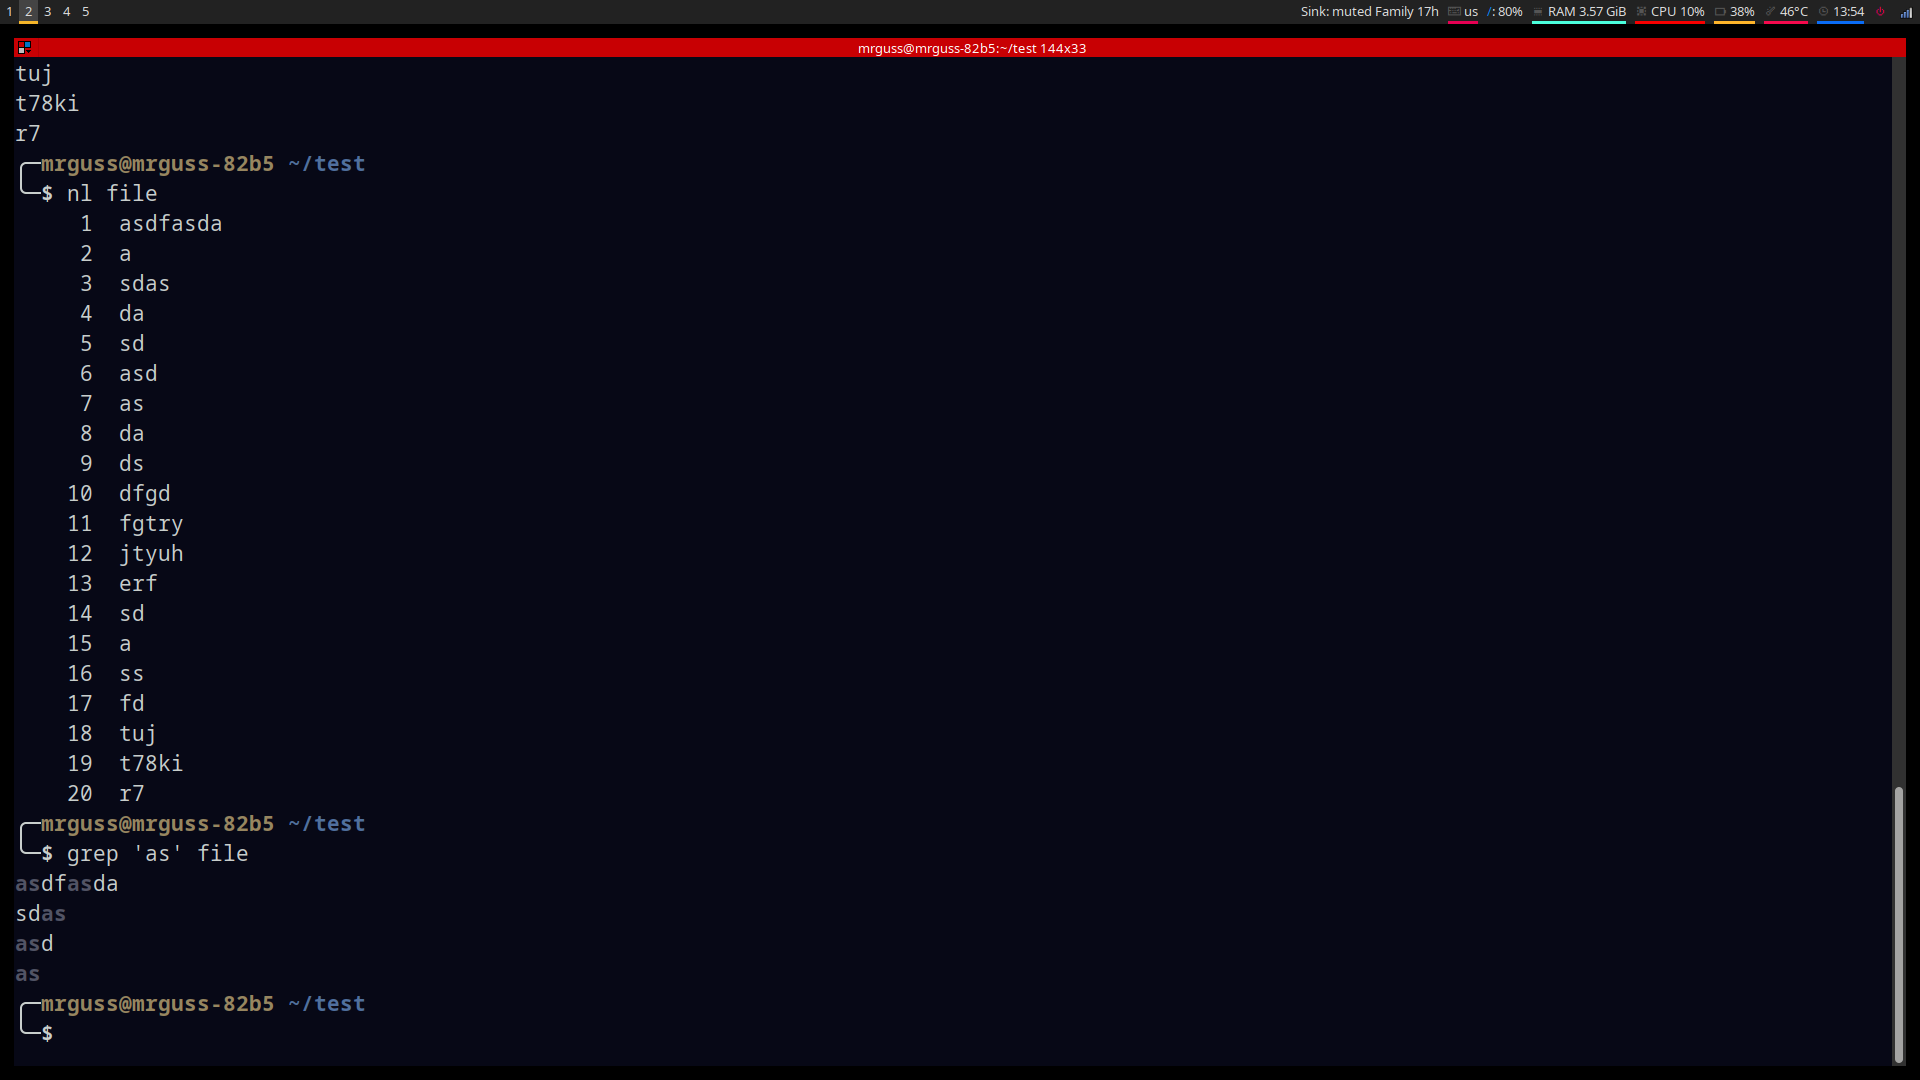 1 2 3 4 5 Sink: muted Family 17h us /: 80% RAM 3.57 GiB CPU 10% 38% 46°C 13:54
mrguss@mrguss-82b5:~/test 144x33
tuj
t78ki
r7
mrguss@mrguss-82b5 ~/test
$ nl file
1 asdfasda
2 a
3 sdas
4 da
5 sd
6 asd
7 as
8 da
9 ds
10 dfgd
11 fgtry
12 jtyuh
13 erf
14 sd
15 a
16 ss
17 fd
18 tuj
19 t78ki
20 r7
mrguss@mrguss-82b5 ~/test
$ grep 'as' file
asdfasda
sdas
asd
as
mrguss@mrguss-82b5 ~/test
$